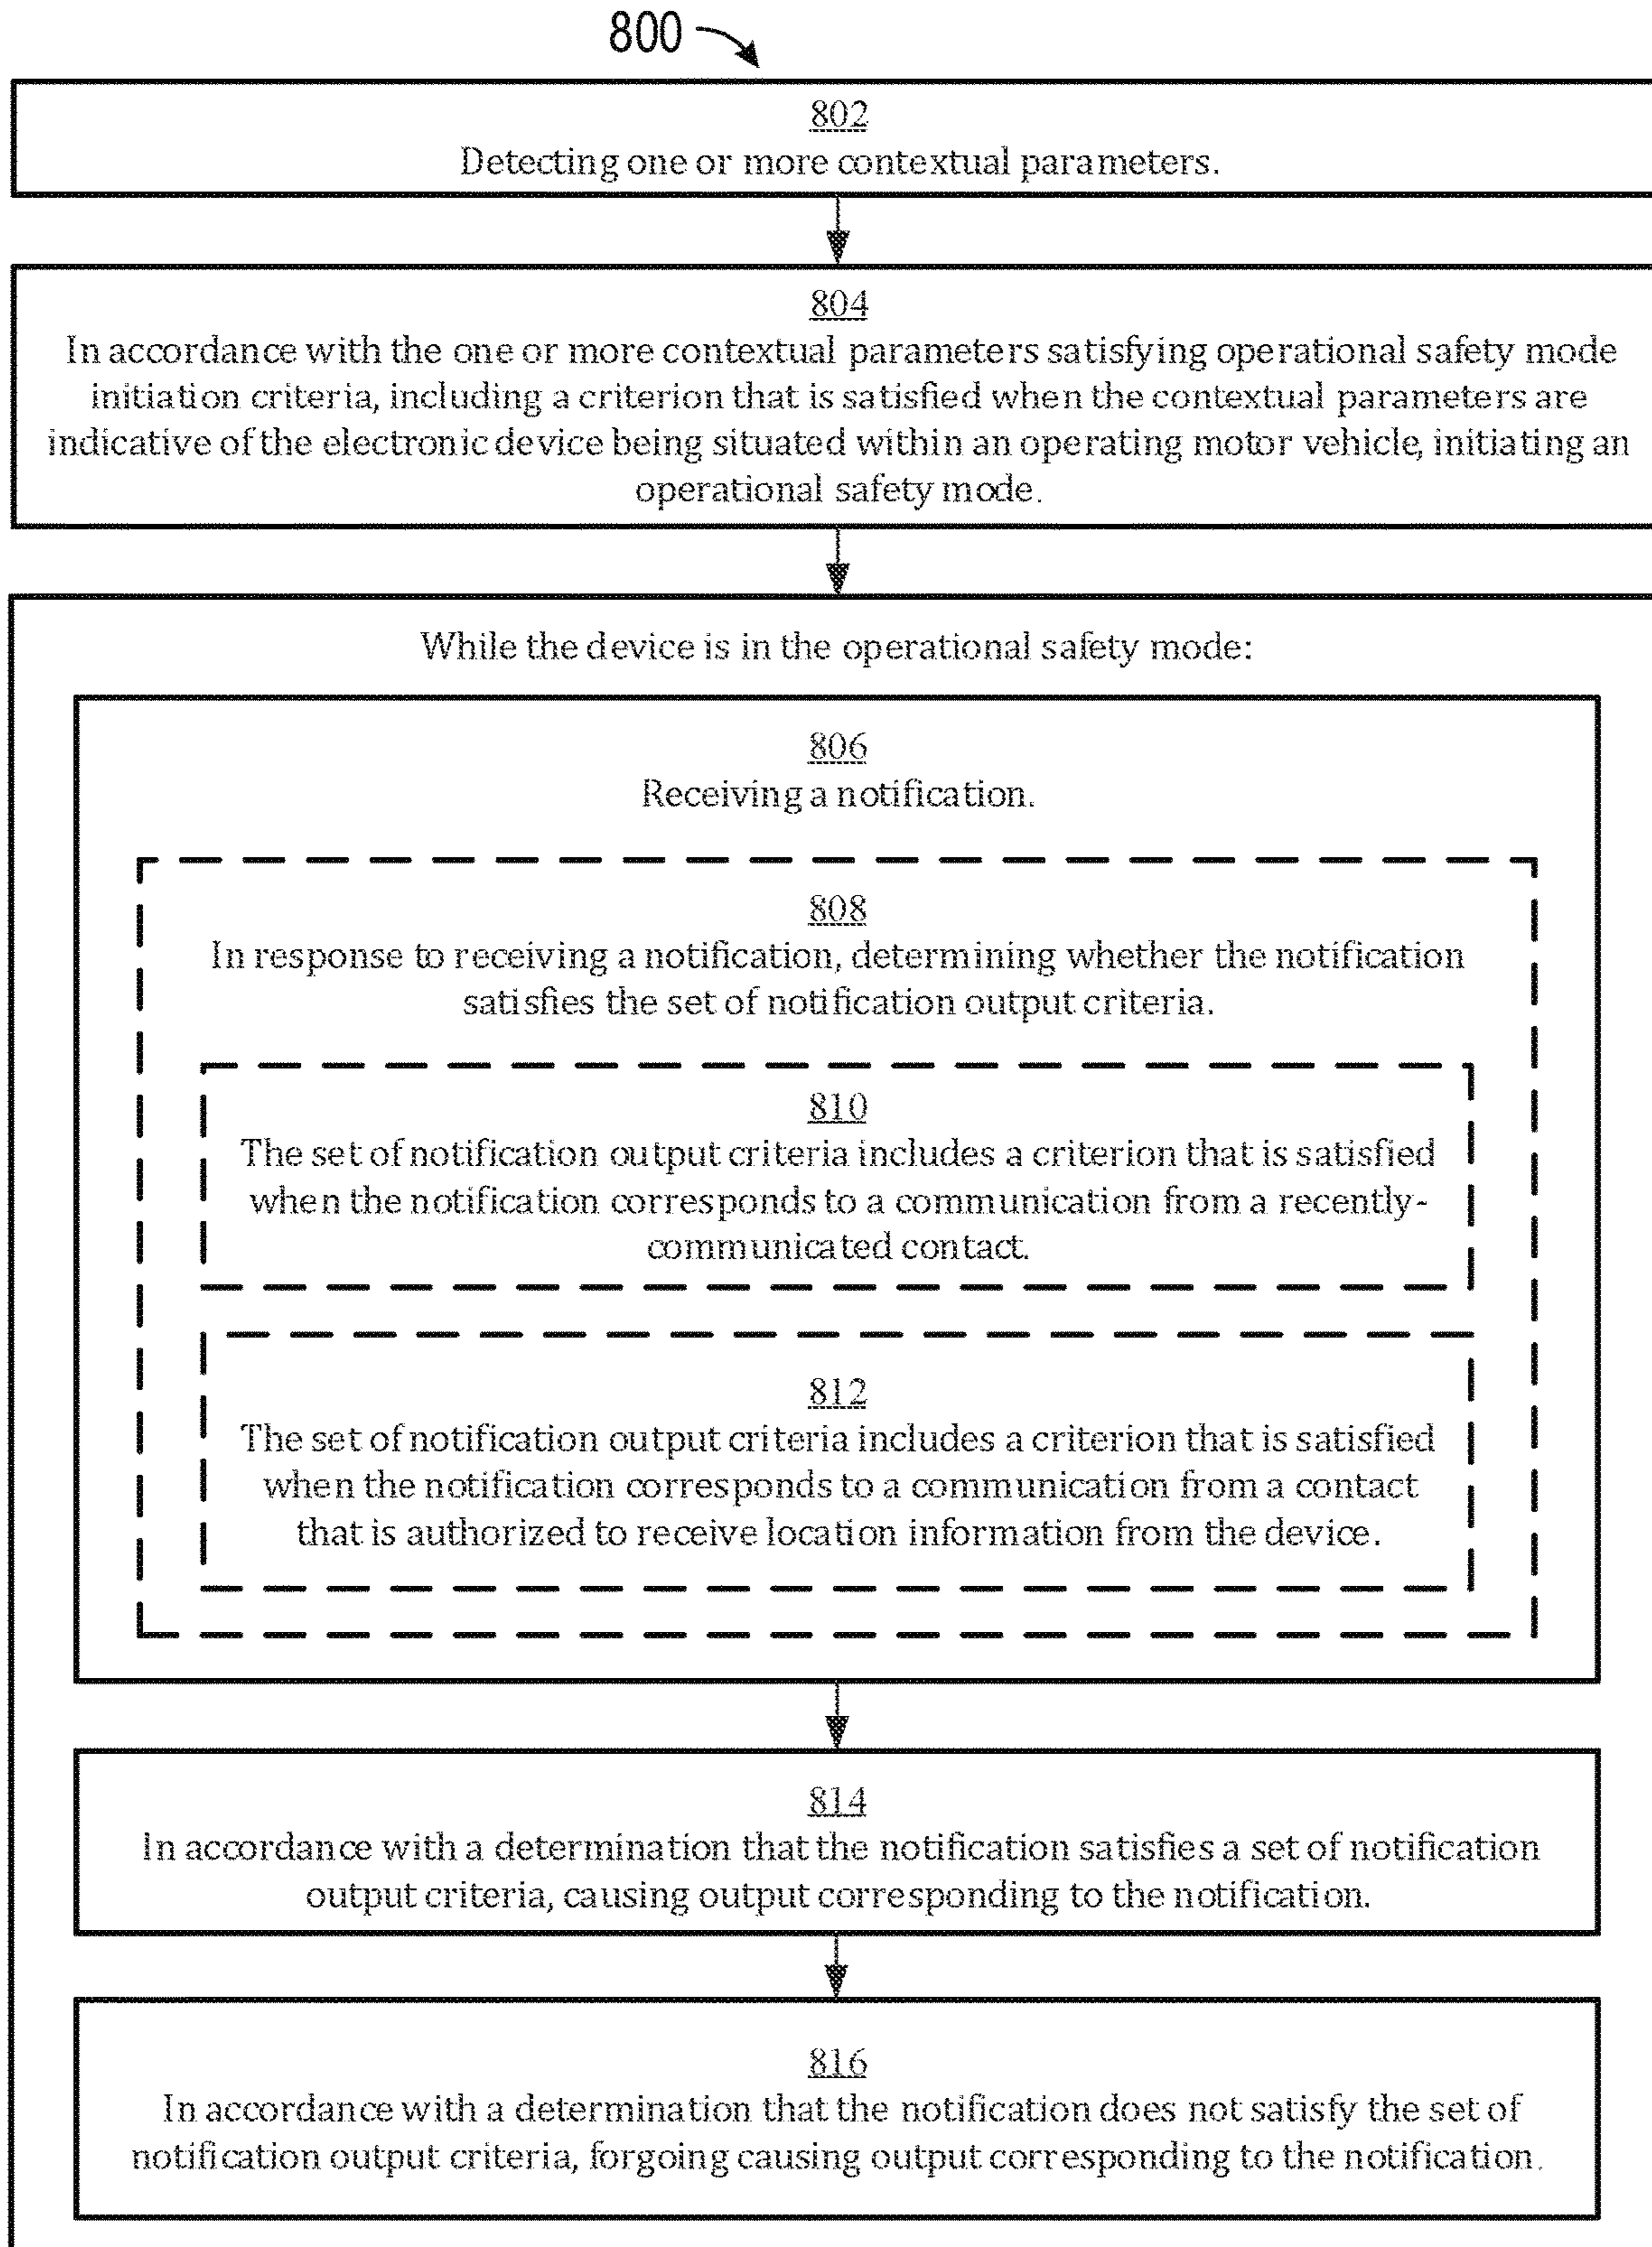 800
802
Detecting one or more contextual parameters.
804
In accordance with the one or more contextual parameters satisfying operational safety mode
initiation criteria, including a criterion that is satisfied when the contextual parameters are
indicative of the electronic device being situated within an operating motor vehicle, initiating an
operational safety mode.
While the device is in the operational safety mode:
806
Receiving a notification.
808
In response to receiving a notification, determining whether the notification
satisfies the set of notification output criteria.
810
The set of notification output criteria includes a criterion that is satisfied
when the notification corresponds to a communication from a recently-
communicated contact.
812
The set of notification output criteria includes a criterion that is satisfied
when the notification corresponds to a communication from a contact
that is authorized to receive location information from the device.
814
In accordance with a determination that the notification satisfies a set of notification
output criteria, causing output corresponding to the notification.
816
In accordance with a determination that the notification does not satisfy the set of
notification output criteria, forgoing causing output corresponding to the notification.